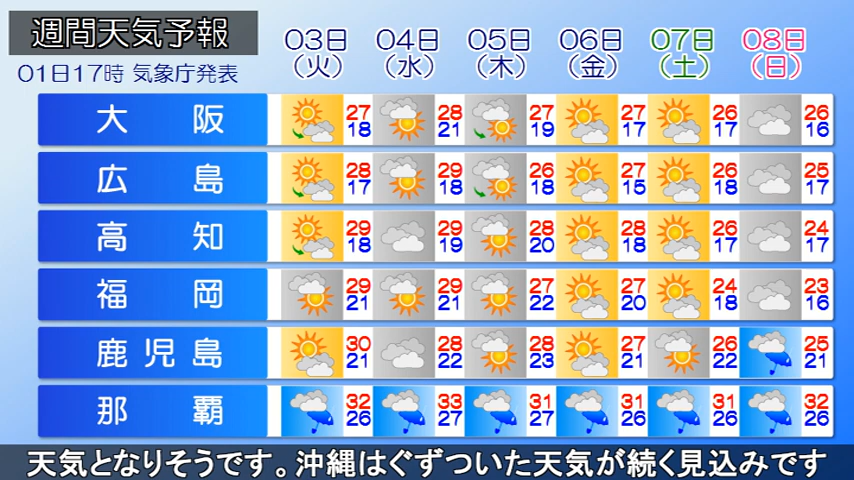 週間天気予報
01日17時 気象庁発表
03日 04日 05日 06日 07日 08日
(火) (水) (木) (金) (土) (日)
大阪 27 18 28 21 27 19 27 17 26 17 26 16
広島 28 17 29 18 26 18 27 15 26 18 25 17
高知 29 18 29 19 28 20 28 18 26 17 24 17
福岡 29 21 29 21 27 22 27 20 24 18 23 16
鹿児島 30 21 28 22 28 23 27 21 26 22 25 21
那覇 32 26 33 27 31 27 31 26 31 26 32 26
天気となりそうです。沖縄はぐずついた天気が続く見込みです